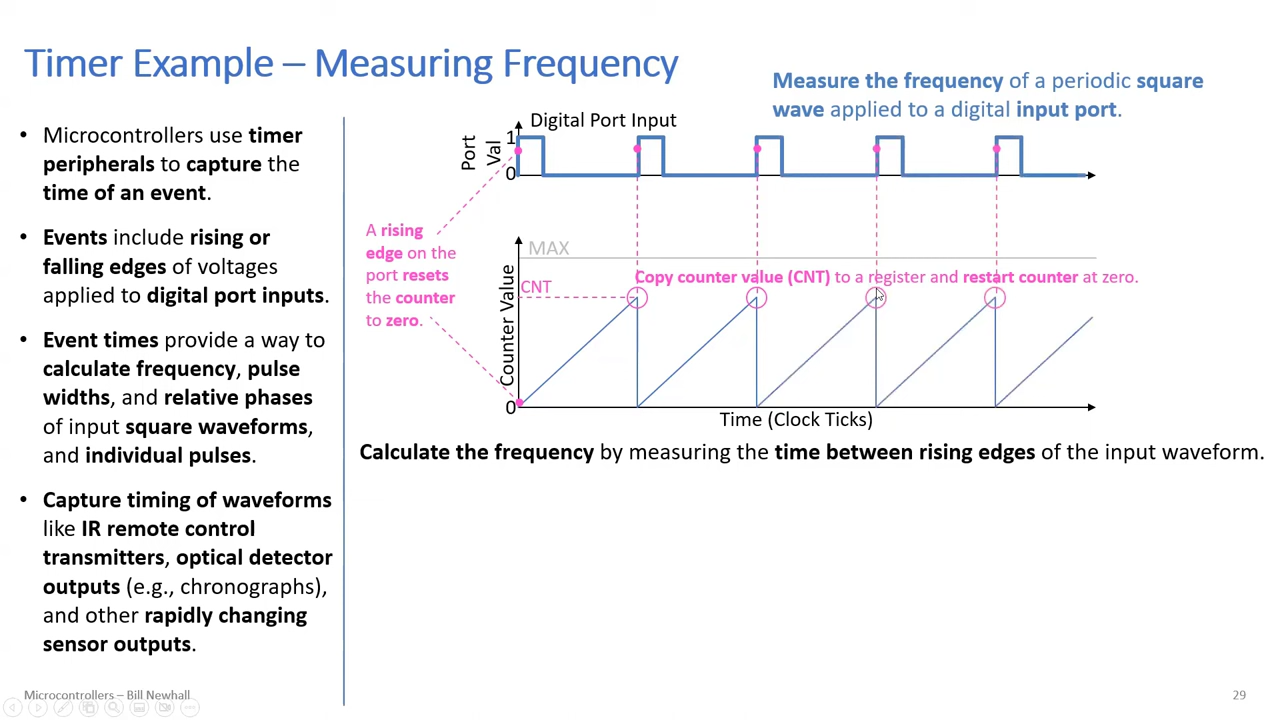 Timer Example – Measuring Frequency
• Microcontrollers use timer
peripherals to capture the
time of an event.
• Events include rising or
falling edges of voltages
applied to digital port inputs.
• Event times provide a way to
calculate frequency, pulse
widths, and relative phases
of input square waveforms,
and individual pulses.
• Capture timing of waveforms
like IR remote control
transmitters, optical detector
outputs (e.g., chronographs),
and other rapidly changing
sensor outputs.
Measure the frequency of a periodic square
wave applied to a digital input port.
Digital Port Input
Port
Val
1
0
A rising
edge on the
port resets
the counter
to zero.
MAX
Copy counter value (CNT) to a register and restart counter at zero.
CNT
Counter Value
0
Time (Clock Ticks)
Calculate the frequency by measuring the time between rising edges of the input waveform.
Microcontrollers – Bill Newhall
29